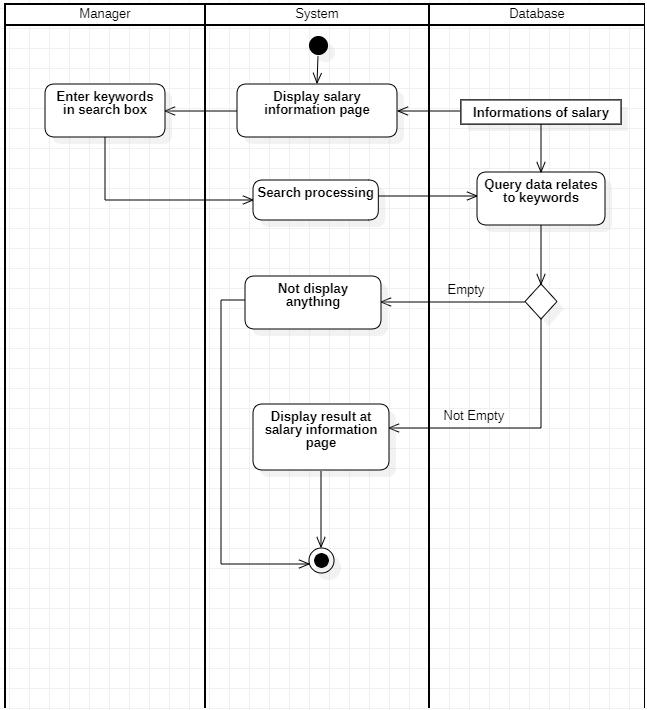 Manager
System
Database
Enter keywords
in search box
Display salary
information page
Informations of salary
Search processing
Query data relates
to keywords
Not display
anything
Empty
Display result at
salary information
page
Not Empty